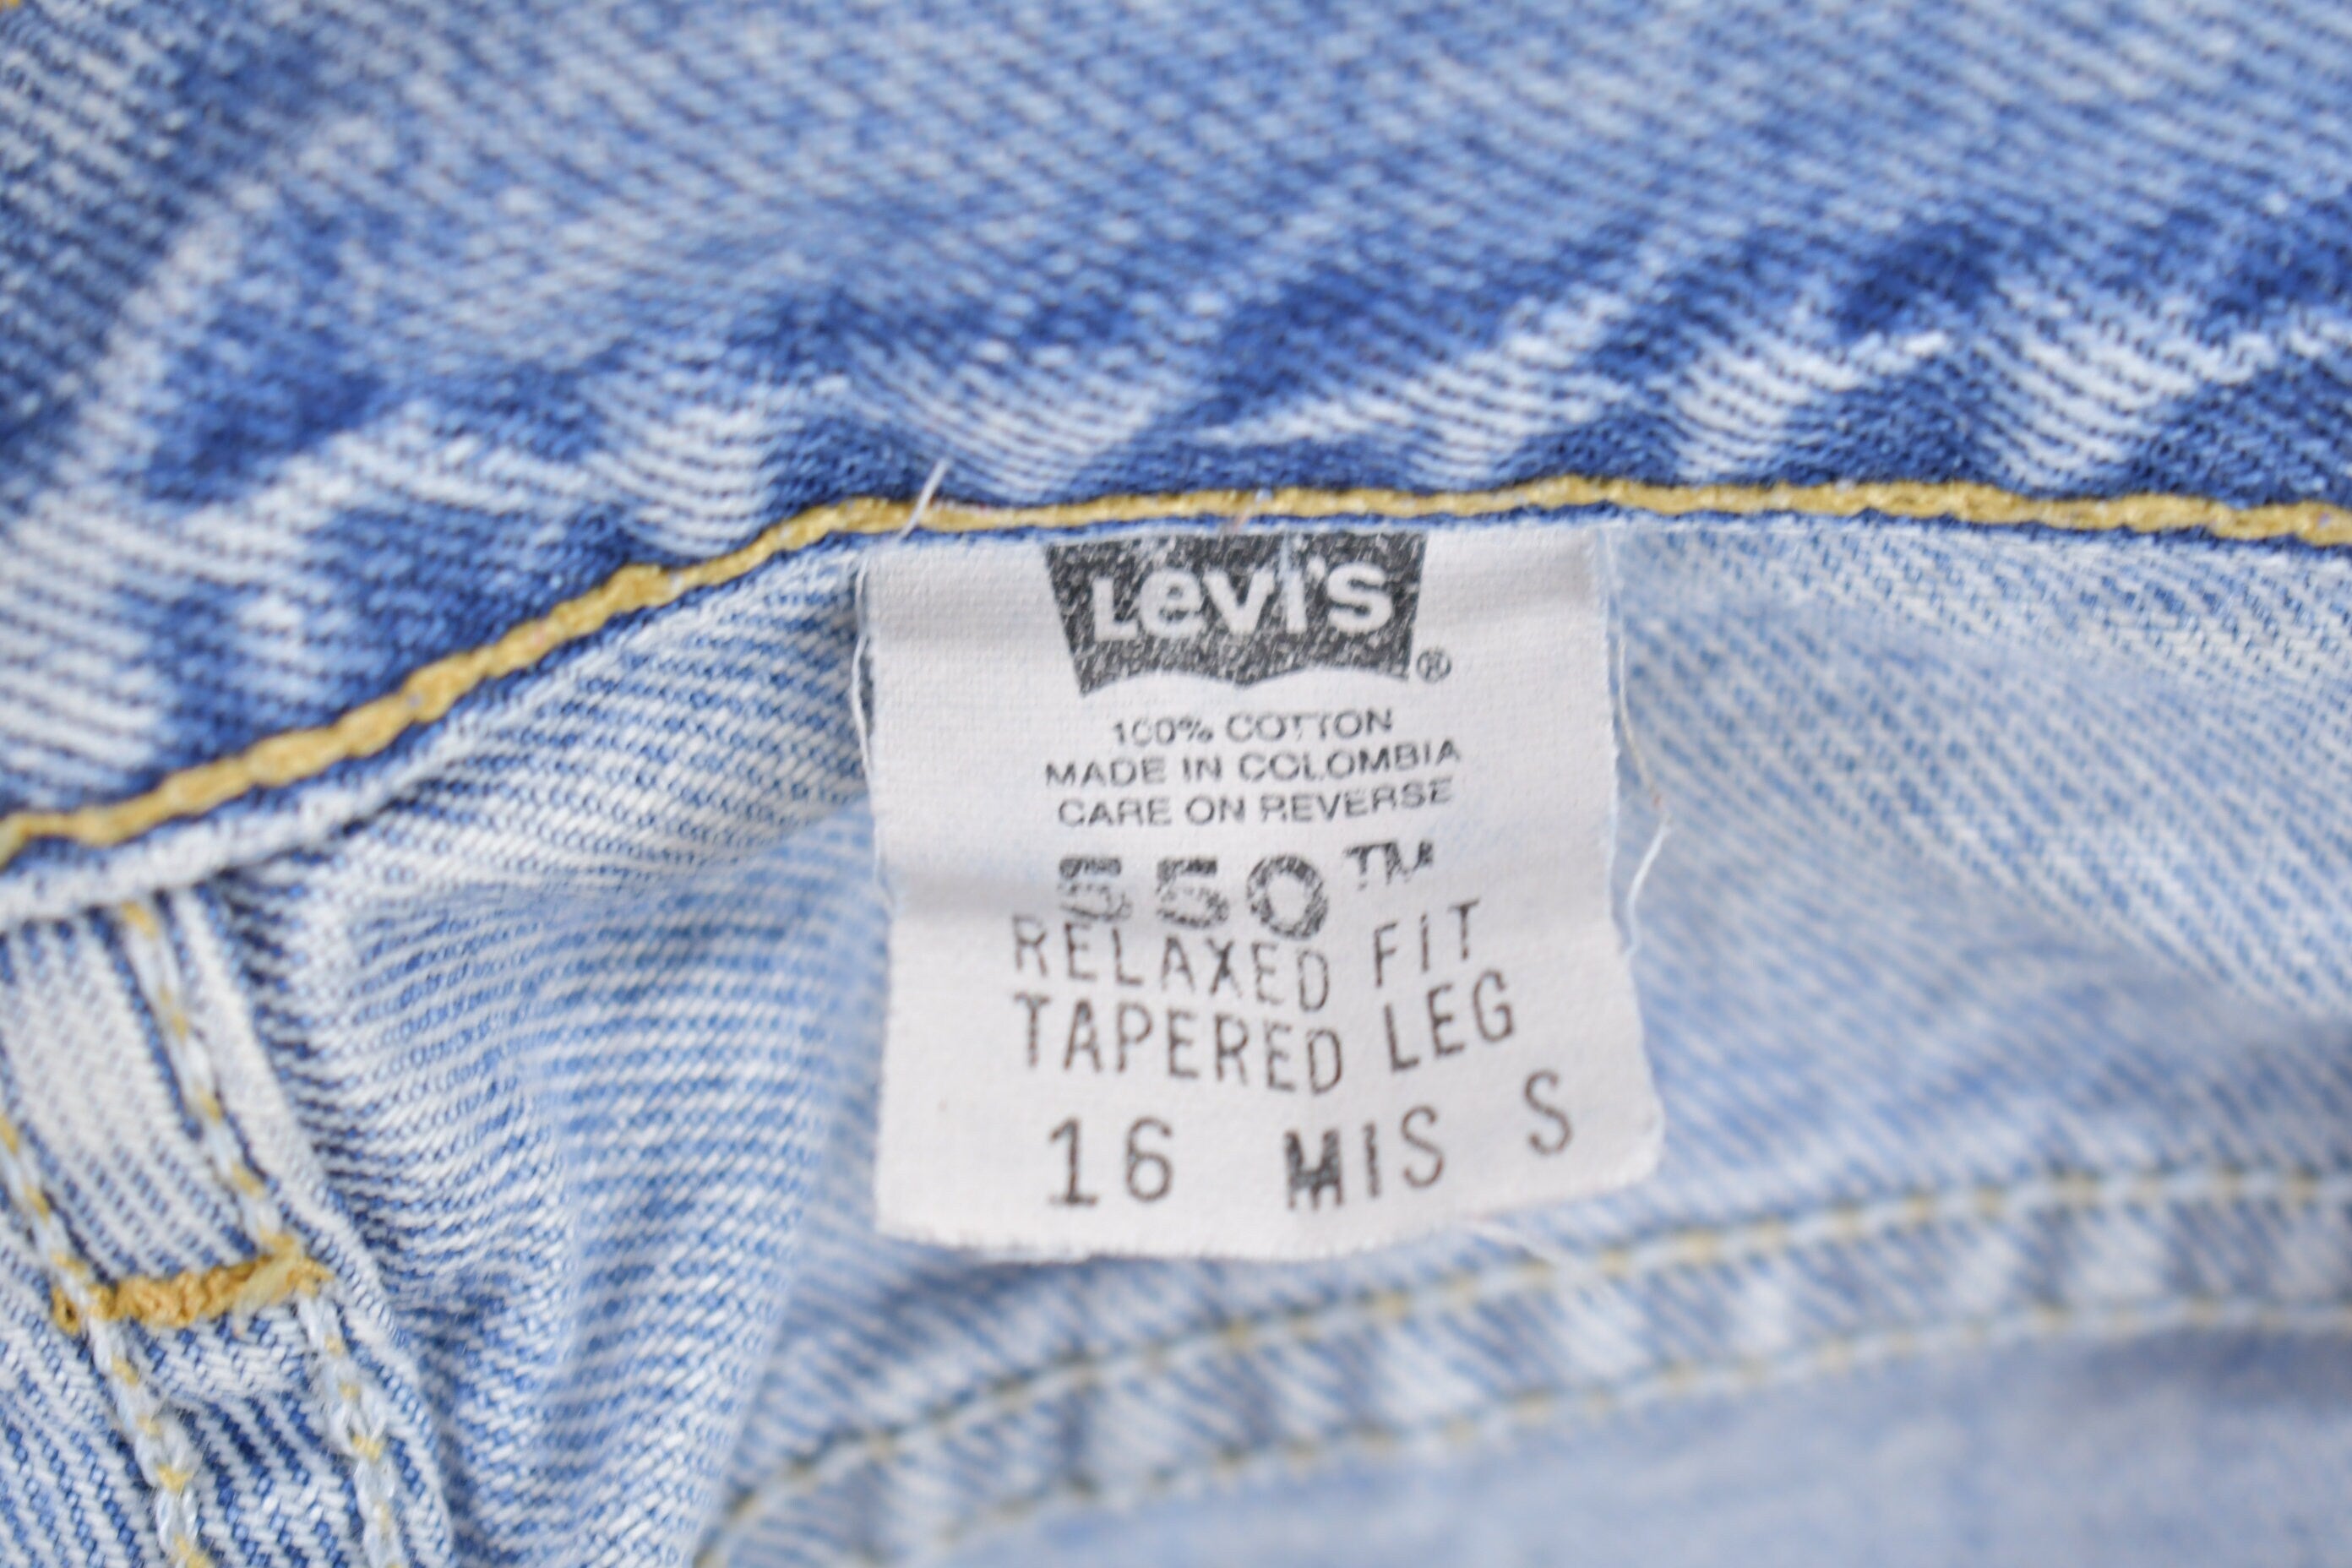 Levi's®
100% COTTON
MADE IN COLOMBIA
CARE ON REVERSE
550™
RELAXED FIT
TAPERED LEG
16 MIS S